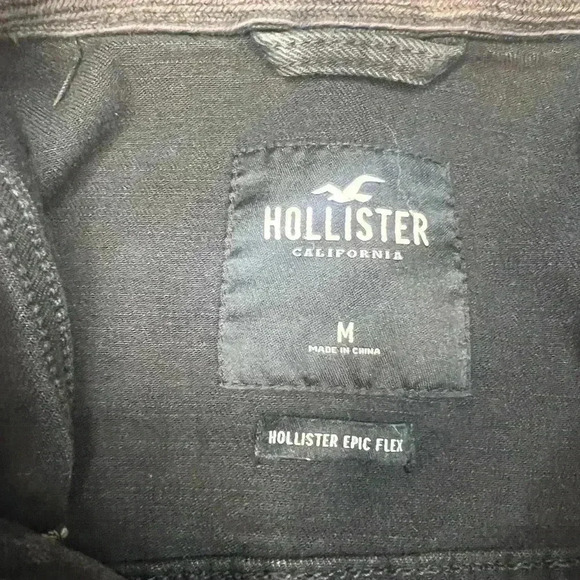 HOLLISTER
CALIFORNIA
M
MADE IN CHINA
HOLLISTER EPIC FLEX